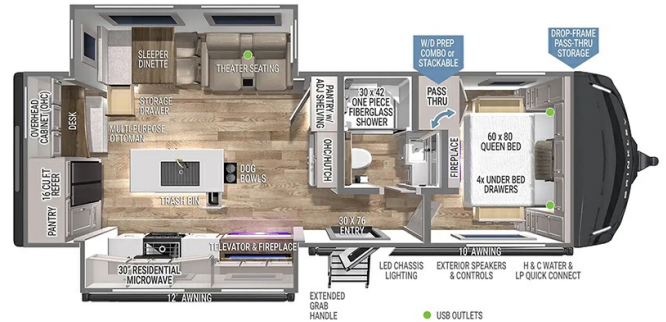 SLEEPER
DINETTE
THEATER SEATING
W/D PREP
COMBO or
STACKABLE
DROP-FRAME
PASS-THRU
STORAGE
OVERHEAD
CABINET (OHC)
DESK
STORAGE
DRAWER
MULTI PURPOSE
OTTOMAN
PANTRY w/
ADJ SHELVING
30 x 42
ONE PIECE
FIBERGLASS
SHOWER
PASS
THRU
60 x 80
QUEEN BED
4x UNDER BED
DRAWERS
FIREPLACE
BRINKLEY
OHC/HUTCH
DOG
BOWLS
TRASH BIN
16 CU.FT
REFER
PANTRY
30 X 76
ENTRY
TELEVATOR & FIREPLACE
30" RESIDENTIAL
MICROWAVE
12' AWNING
10' AWNING
EXTENDED
GRAB
HANDLE
LED CHASSIS
LIGHTING
EXTERIOR SPEAKERS
& CONTROLS
H & C WATER &
LP QUICK CONNECT
USB OUTLETS